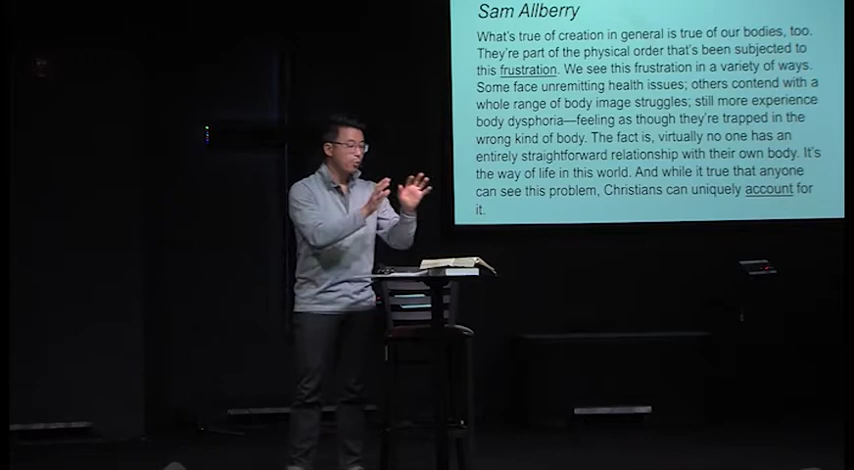 Sam Allberry
What's true of creation in general is true of our bodies, too.
They're part of the physical order that's been subjected to
this frustration. We see this frustration in a variety of ways.
Some face unremitting health issues; others contend with a
whole range of body image struggles; still more experience
body dysphoria—feeling as though they're trapped in the
wrong kind of body. The fact is, virtually no one has an
entirely straightforward relationship with their own body. It's
the way of life in this world. And while it true that anyone
can see this problem, Christians can uniquely account for
it.